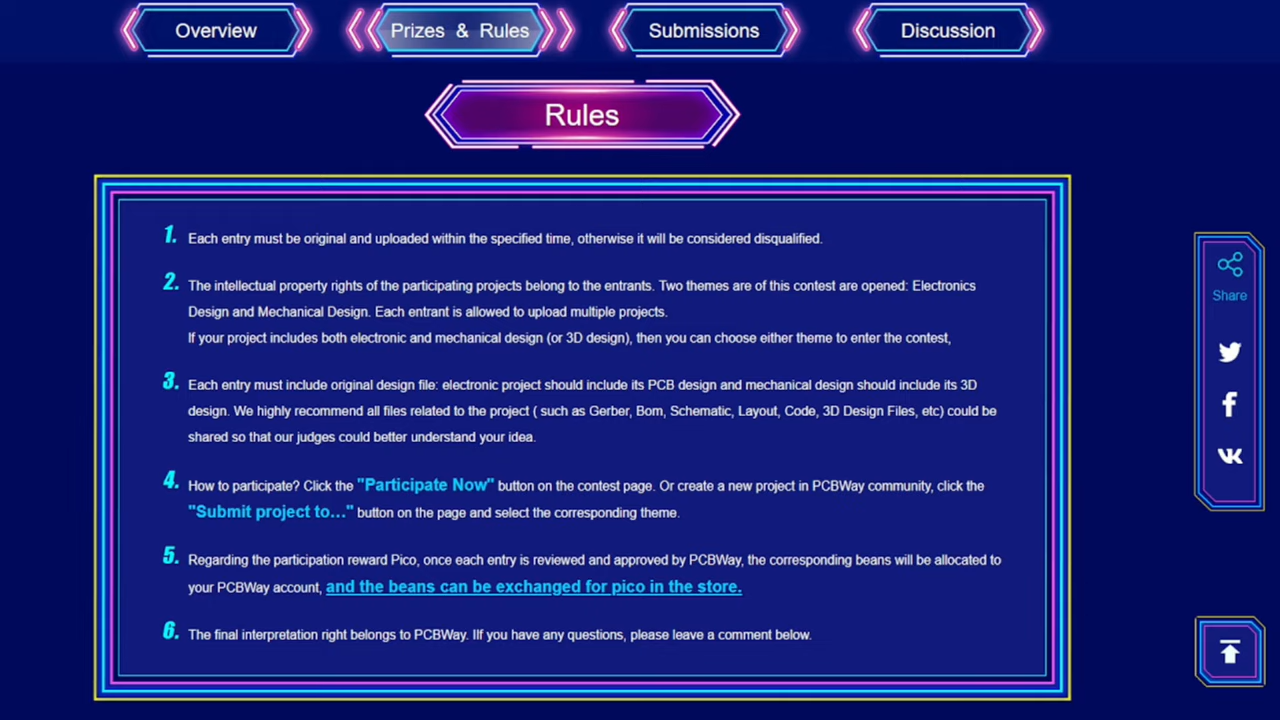 Overview
Prizes & Rules
Submissions
Discussion
Rules
1. Each entry must be original and uploaded within the specified time, otherwise it will be considered disqualified.
2. The intellectual property rights of the participating projects belong to the entrants. Two themes are of this contest are opened: Electronics
Design and Mechanical Design. Each entrant is allowed to upload multiple projects.
If your project includes both electronic and mechanical design (or 3D design), then you can choose either theme to enter the contest,
3. Each entry must include original design file: electronic project should include its PCB design and mechanical design should include its 3D
design. We highly recommend all files related to the project ( such as Gerber, Bom, Schematic, Layout, Code, 3D Design Files, etc) could be
shared so that our judges could better understand your idea.
4. How to participate? Click the "Participate Now" button on the contest page. Or create a new project in PCBWay community, click the
"Submit project to..." button on the page and select the corresponding theme.
5. Regarding the participation reward Pico, once each entry is reviewed and approved by PCBWay, the corresponding beans will be allocated to
your PCBWay account, and the beans can be exchanged for pico in the store.
6. The final interpretation right belongs to PCBWay. IIf you have any questions, please leave a comment below.
Share